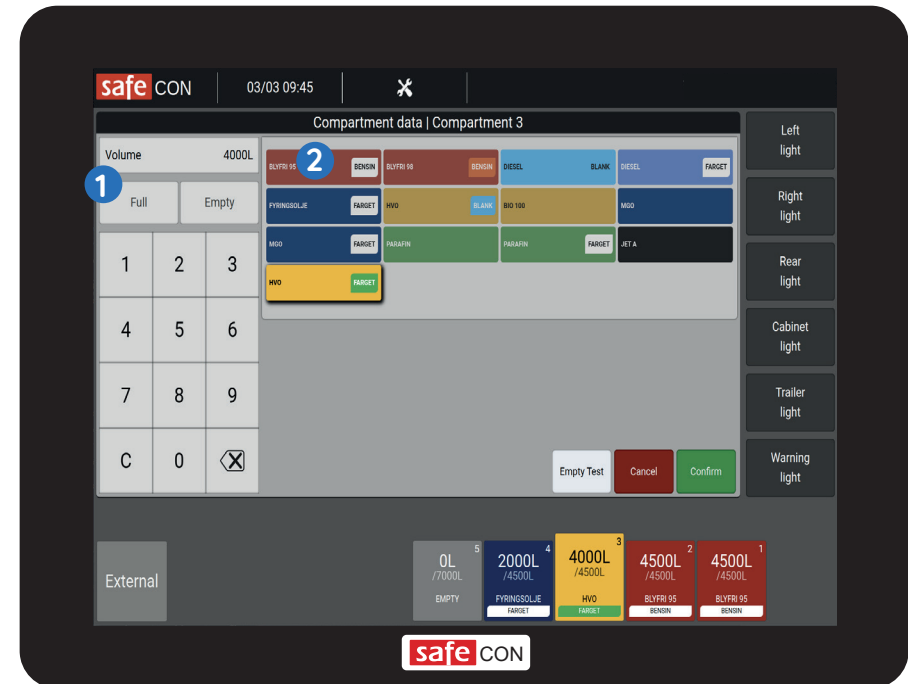 safe CON
03/03 09:45
Compartment data | Compartment 3
Volume 4000L
1
Full Empty
1 2 3
4 5 6
7 8 9
C 0 X
2
BLYFRI 95 BENSIN
BLYFRI 98 BENSIN
DIESEL BLANK
DIESEL FARGET
FYRINGSOLJE FARGET
HVO BLANK
BIO 100
MGO
MGO FARGET
PARAFIN
PARAFIN FARGET
JET A
HVO FARGET
Empty Test
Cancel
Confirm
Left
light
Right
light
Rear
light
Cabinet
light
Trailer
light
Warning
light
External
5
0L
/7000L
EMPTY
4
2000L
/4500L
FYRINGSSOLJE
FARGET
3
4000L
/4500L
HVO
FARGET
2
4500L
/4500L
BLYFRI 95
BENSIN
1
4500L
/4500L
BLYFRI 95
BENSIN
safe CON